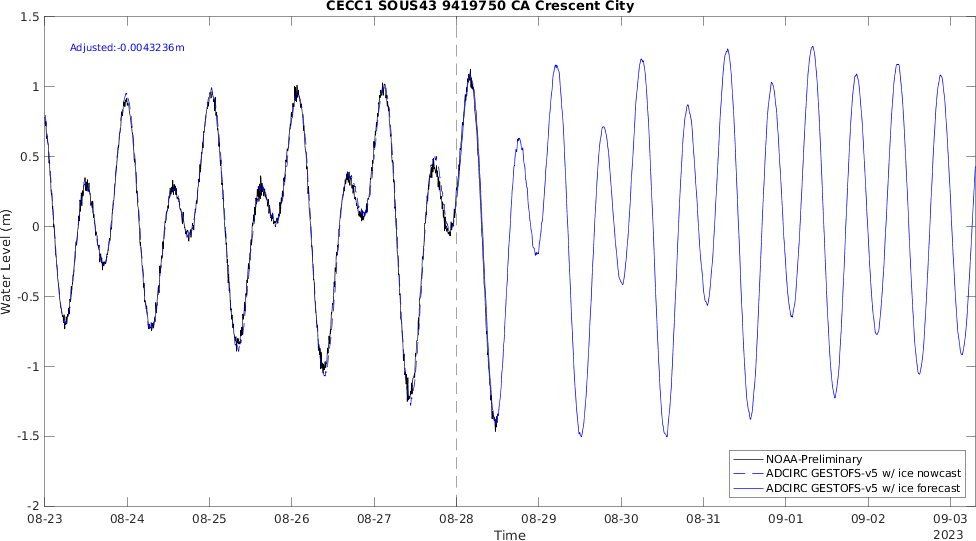 CECC1 SOUS43 9419750 CA Crescent City
Adjusted:-0.0043236m
1.5
1
0.5
0
-0.5
-1
-1.5
-2
Water Level (m)
08-23 08-24 08-25 08-26 08-27 08-28 08-29 08-30 08-31 09-01 09-02 09-03
2023
Time
NOAA-Preliminary
ADCIRC GESTOFS-v5 w/ ice nowcast
ADCIRC GESTOFS-v5 w/ ice forecast